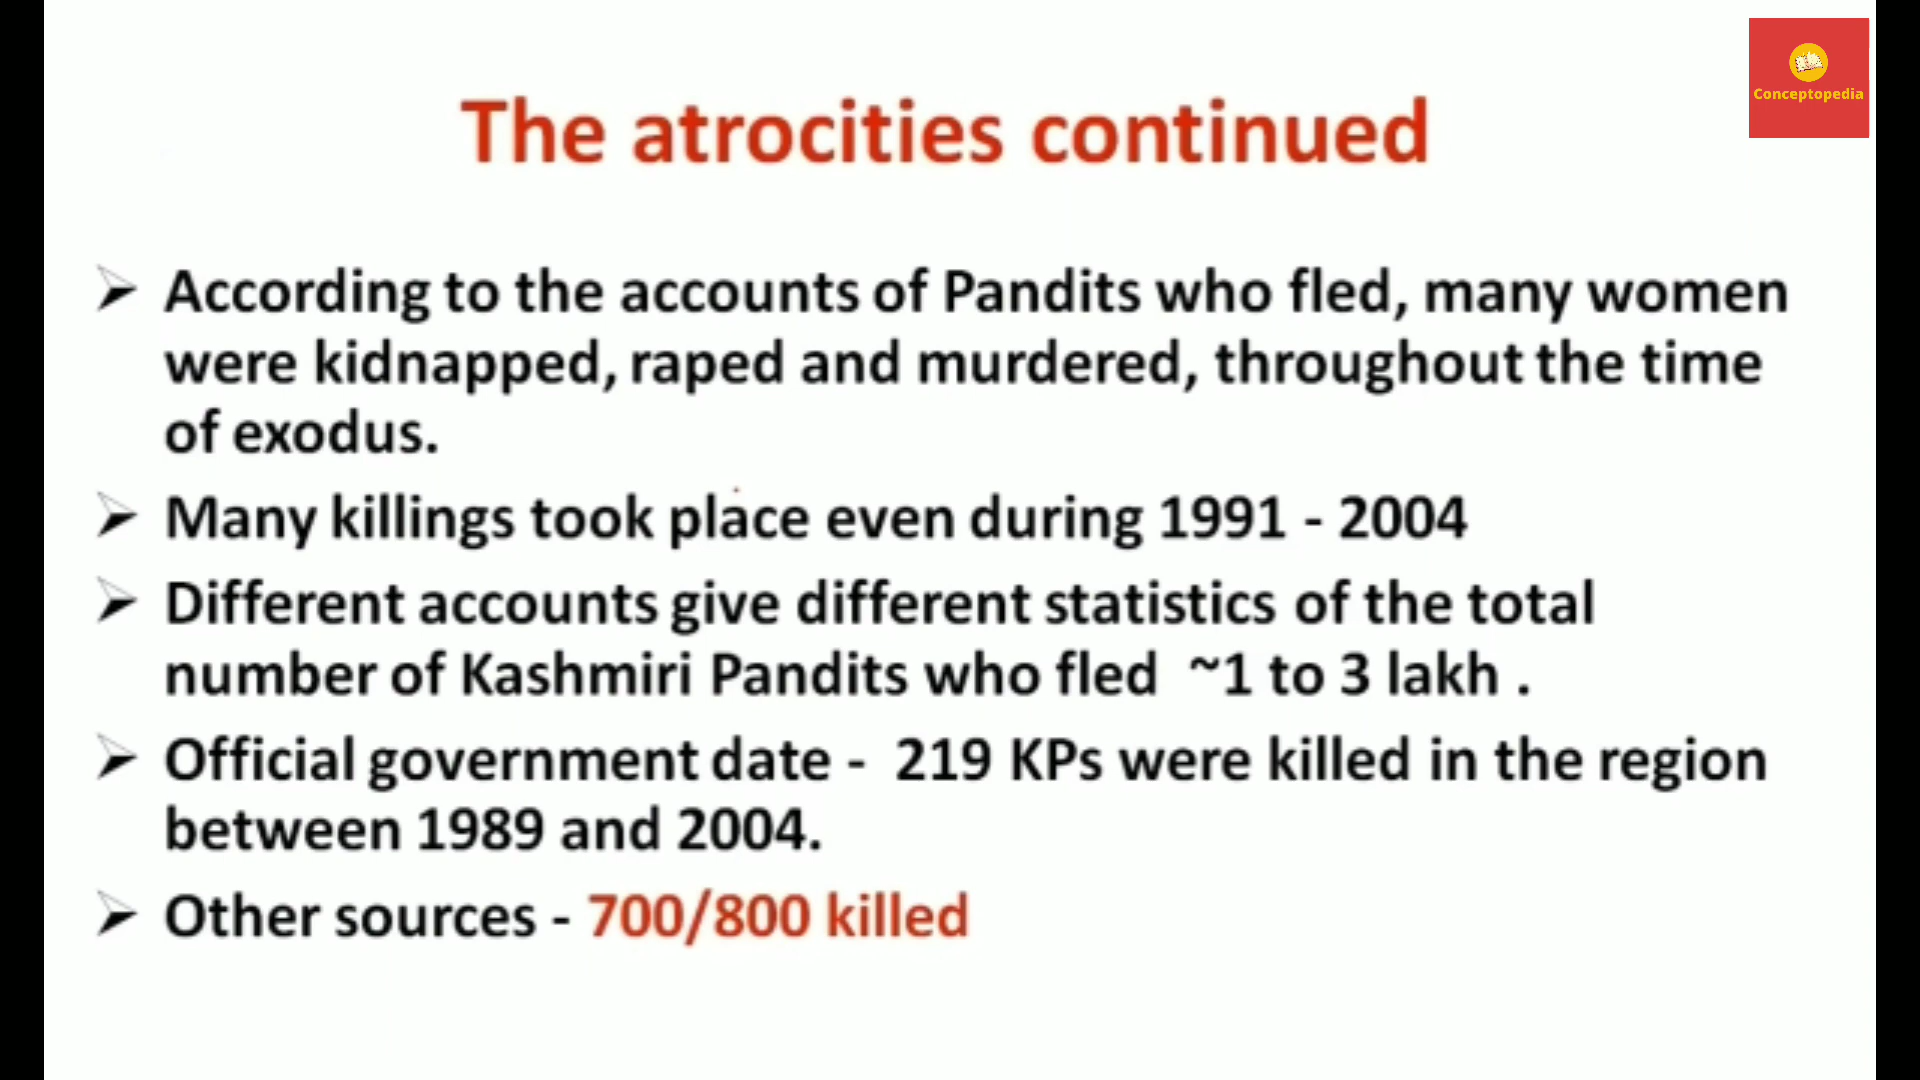 Conceptopedia
The atrocities continued
➢ According to the accounts of Pandits who fled, many women
were kidnapped, raped and murdered, throughout the time
of exodus.
➢ Many killings took place even during 1991 - 2004
➢ Different accounts give different statistics of the total
number of Kashmiri Pandits who fled ~1 to 3 lakh .
➢ Official government date - 219 KPs were killed in the region
between 1989 and 2004.
➢ Other sources - 700/800 killed